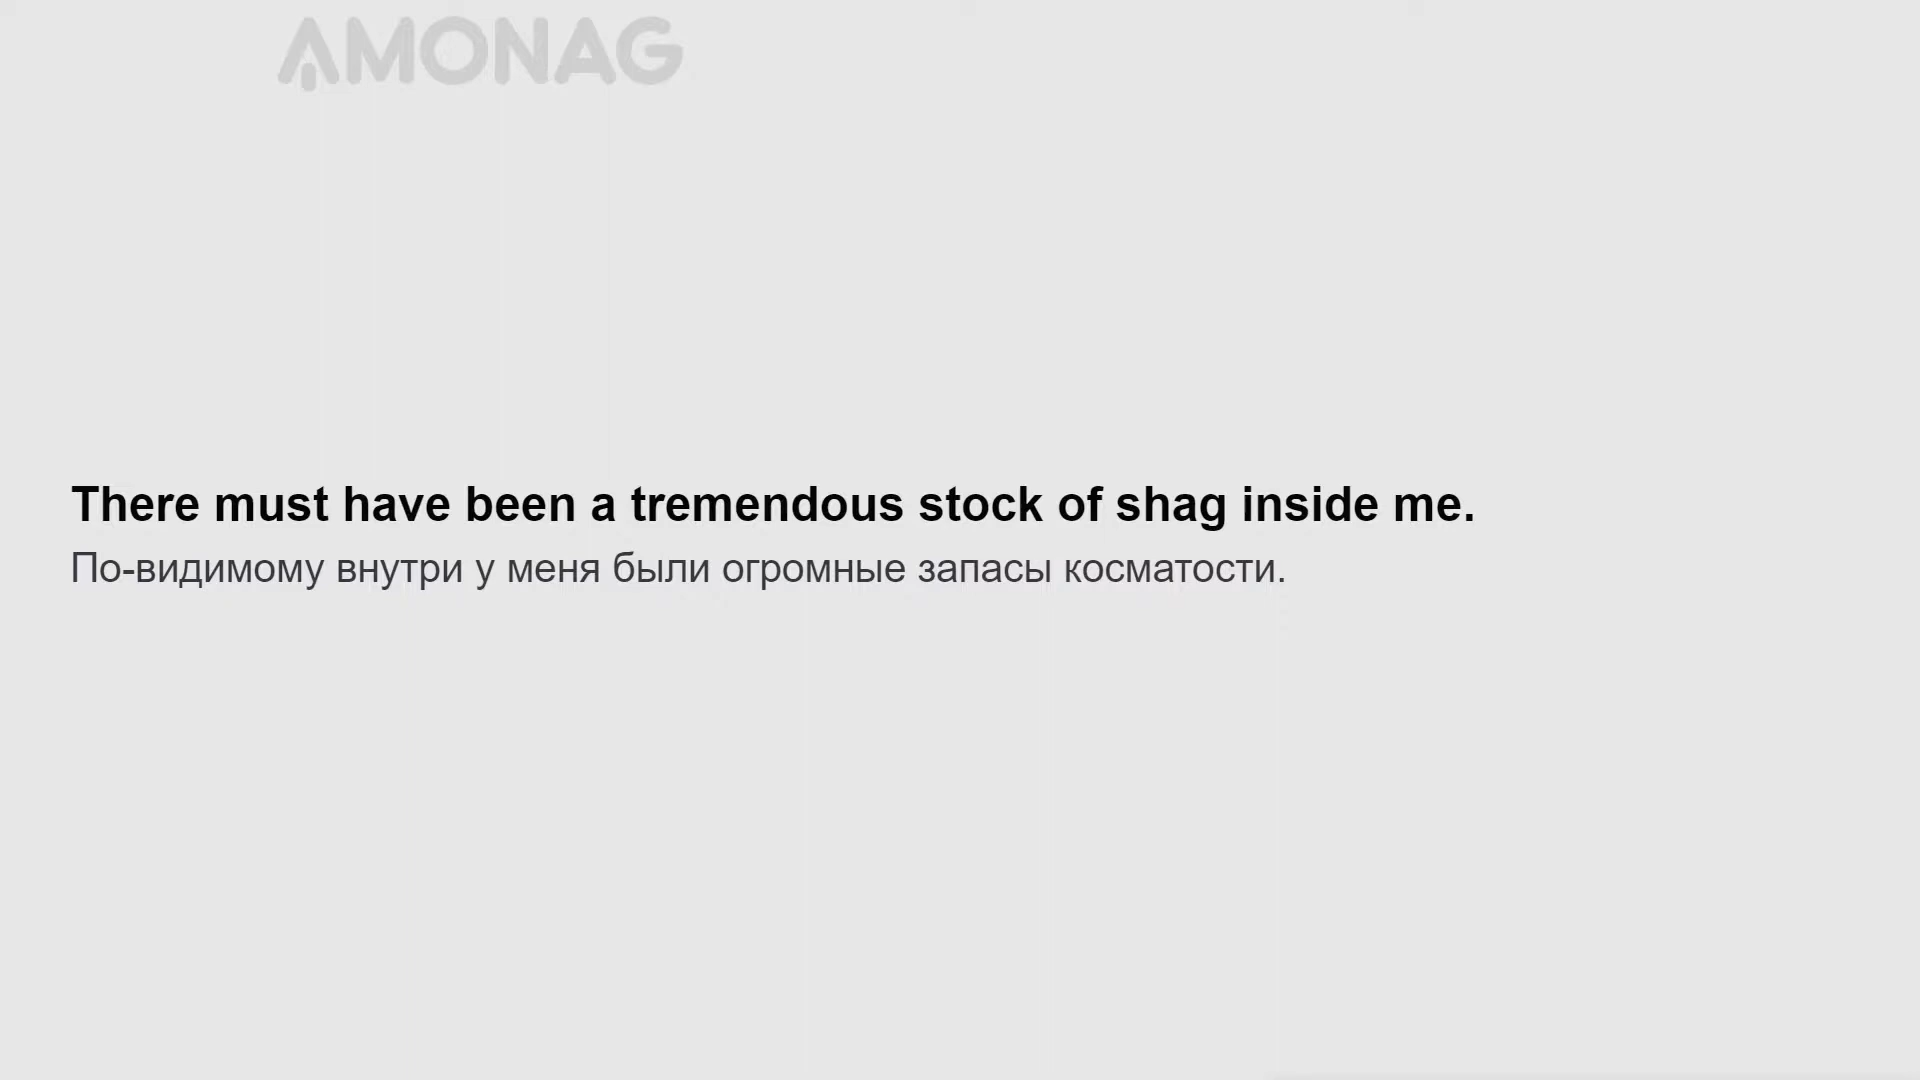 AMONAG
There must have been a tremendous stock of shag inside me.
По-видимому внутри у меня были огромные запасы косматости.